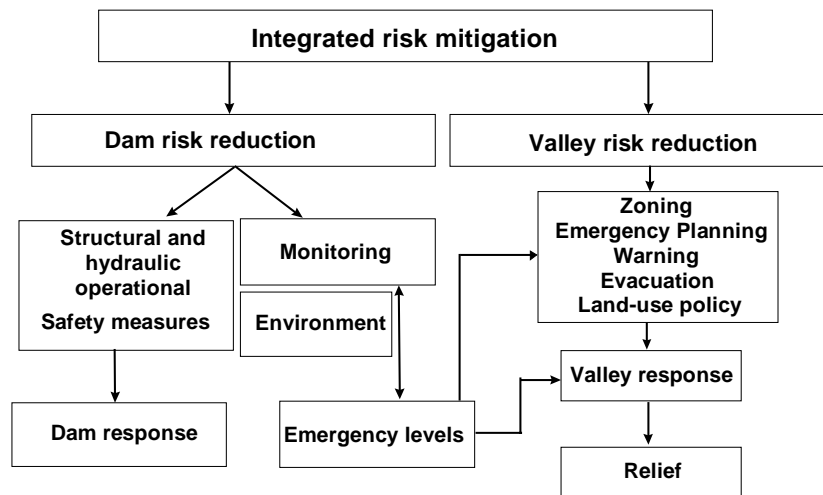 Integrated risk mitigation
Dam risk reduction
Valley risk reduction
Structural and
hydraulic
operational
Safety measures
Monitoring
Environment
Zoning
Emergency Planning
Warning
Evacuation
Land-use policy
Dam response
Emergency levels
Valley response
Relief